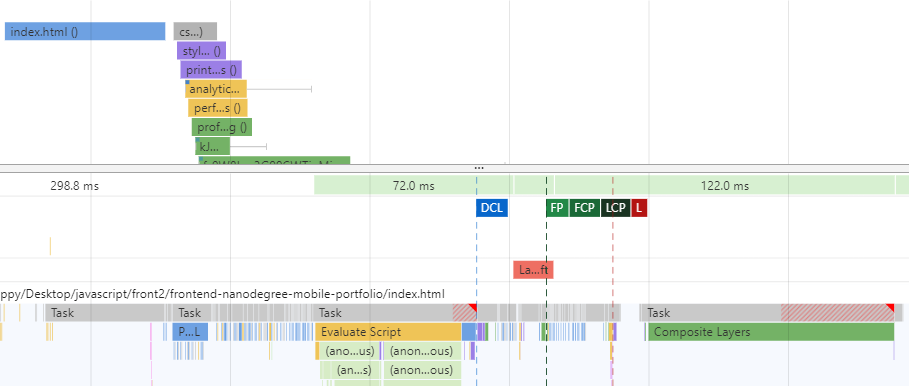 index.html ()
cs...)
styl... ()
print...s ()
analytic...
perf...s ()
prof...g ()
kJ...
298.8 ms
72.0 ms
122.0 ms
DCL
FP
FCP
LCP
L
La...ft
ppy/Desktop/javascript/front2/frontend-nanodegree-mobile-portfolio/index.html
Task
Task
Task
Task
P...L
Evaluate Script
Composite Layers
(ano...us)
(anon...ous)
(an...s)
(anon...ous)